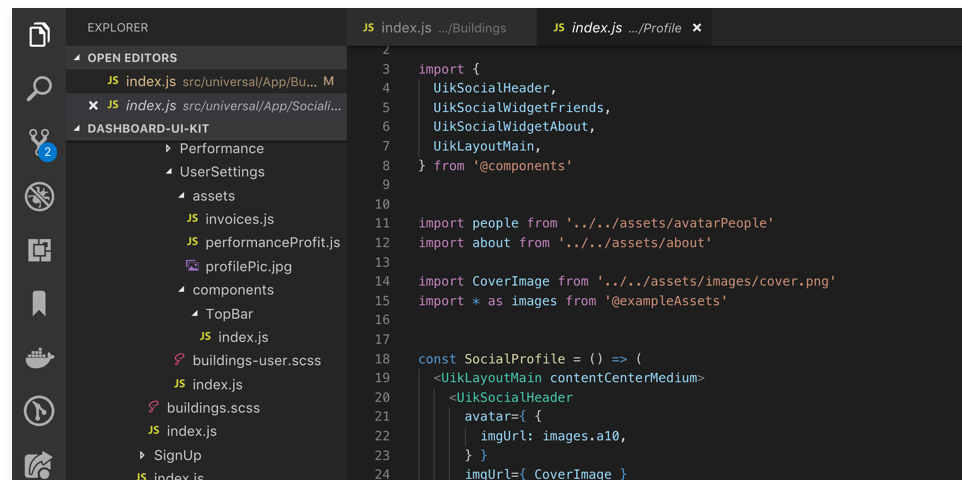 EXPLORER
OPEN EDITORS
JS index.js src/universal/App/Bu... M
JS index.js src/universal/App/Sociali...
DASHBOARD-UI-KIT
2
Performance
UserSettings
assets
JS invoices.js
JS performanceProfit.js
profilePic.jpg
components
TopBar
JS index.js
buildings-user.scss
JS index.js
buildings.scss
JS index.js
SignUp
JS index.js
JS index.js .../Buildings
JS index.js .../Profile
2
3 import {
4 UikSocialHeader,
5 UikSocialWidgetFriends,
6 UikSocialWidgetAbout,
7 UikLayoutMain,
8 } from '@components'
9
10
11 import people from '../../assets/avatarPeople'
12 import about from '../../assets/about'
13
14 import CoverImage from '../../assets/images/cover.png'
15 import * as images from '@exampleAssets'
16
17
18 const SocialProfile = () => (
19 <UikLayoutMain contentCenterMedium>
20 <UikSocialHeader
21 avatar={ {
22 imgUrl: images.a10,
23 } }
24 imgUrl={ CoverImage }